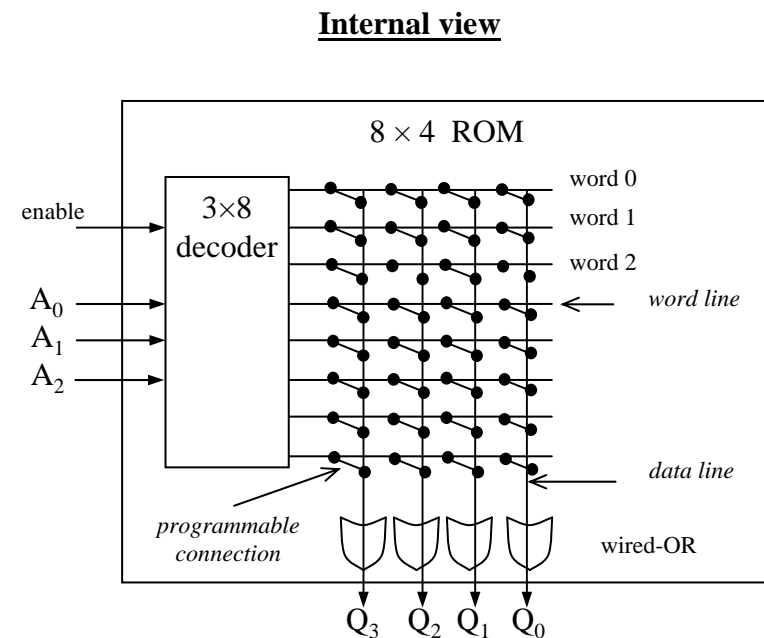 Internal view
8 × 4 ROM
word 0
3×8
decoder
enable
word 1
word 2
A₀
word line
A₁
A₂
data line
programmable
connection
wired-OR
Q₃ Q₂ Q₁ Q₀